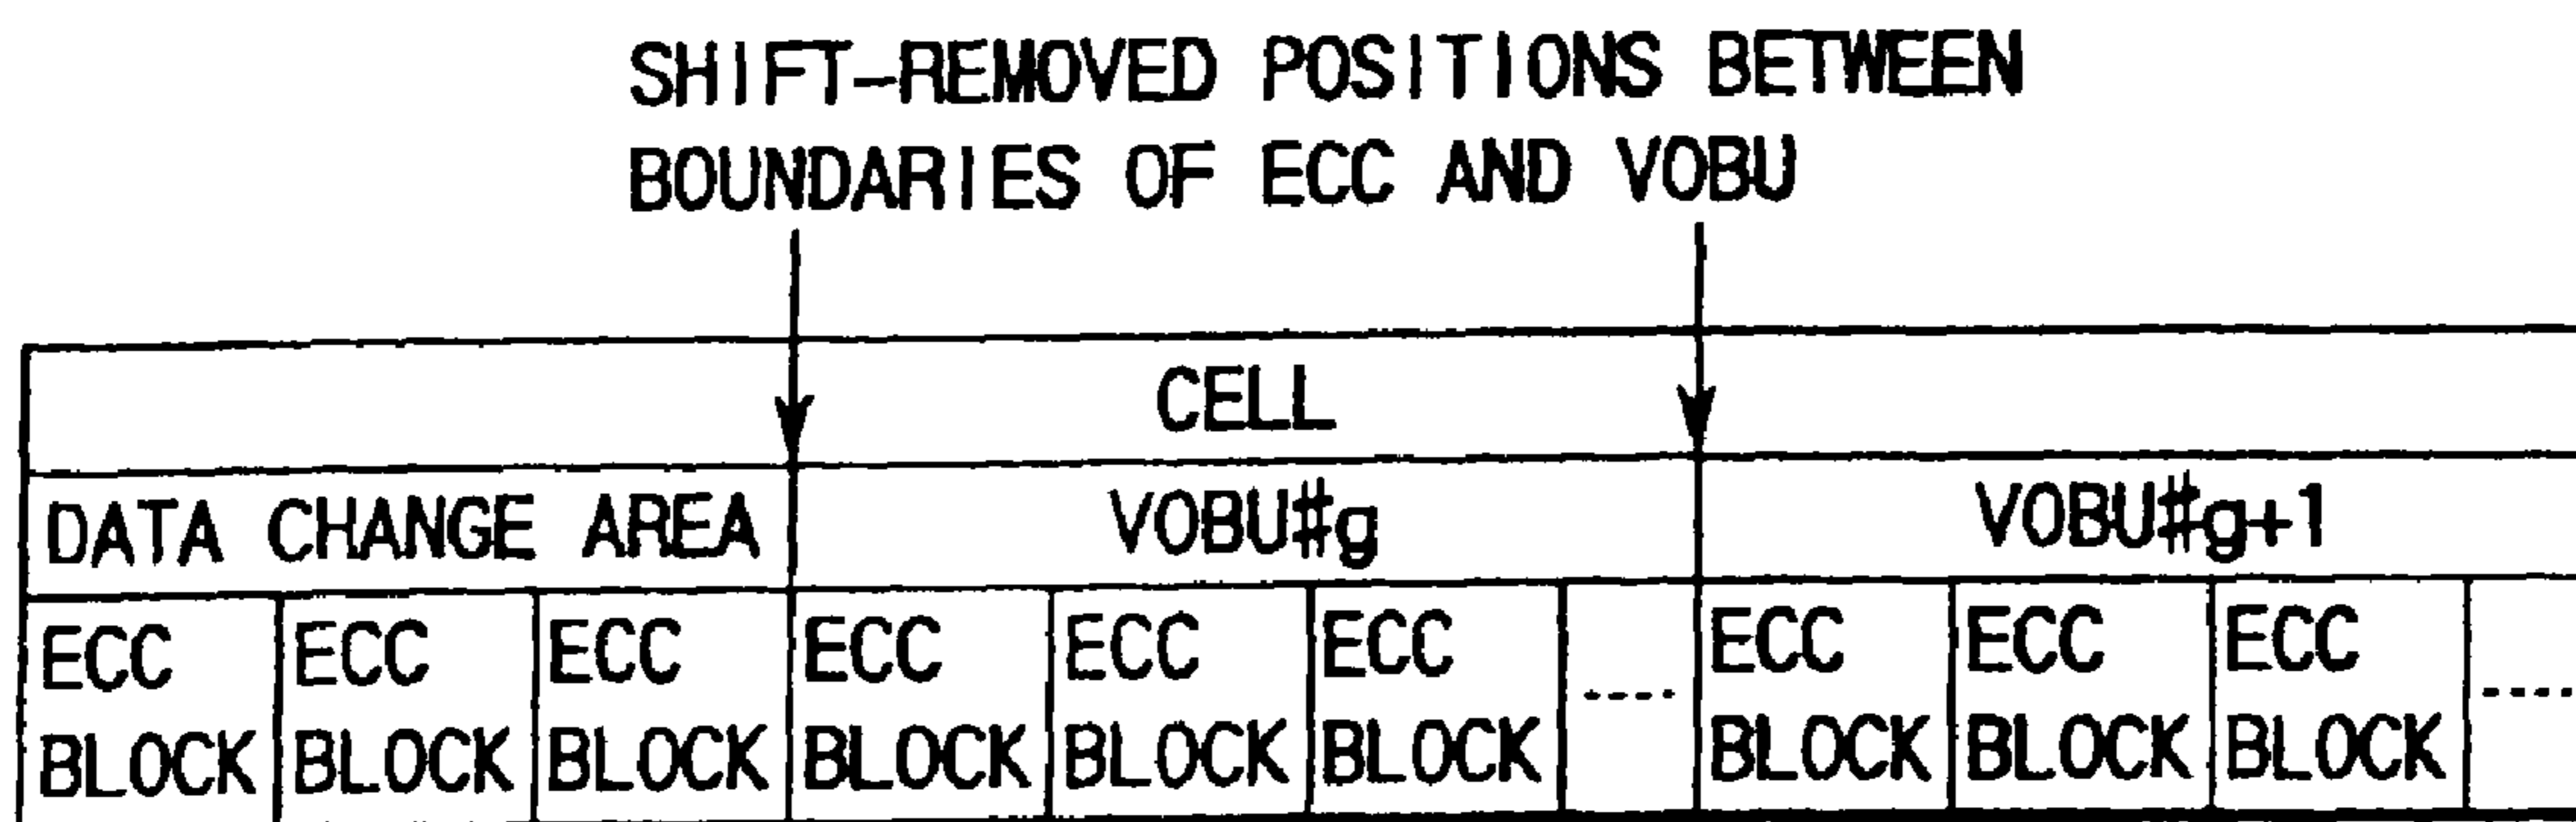 SHIFT-REMOVED POSITIONS BETWEEN
BOUNDARIES OF ECC AND VOBU
CELL
DATA CHANGE AREA VOBU#g VOBU#g+1
ECC ECC ECC ECC ECC ECC ---- ECC ECC ECC ----
BLOCK BLOCK BLOCK BLOCK BLOCK BLOCK BLOCK BLOCK BLOCK